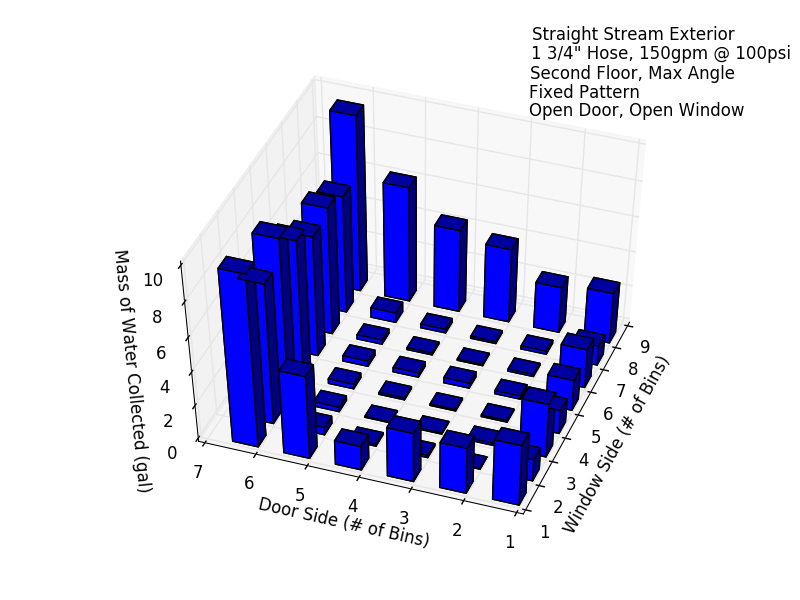 Straight Stream Exterior
1 3/4" Hose, 150gpm @ 100psi
Second Floor, Max Angle
Fixed Pattern
Open Door, Open Window
Mass of Water Collected (gal)
10
8
6
4
2
0
Door Side (# of Bins)
7
6
5
4
3
2
1
Window Side (# of Bins)
9
8
7
6
5
4
3
2
1